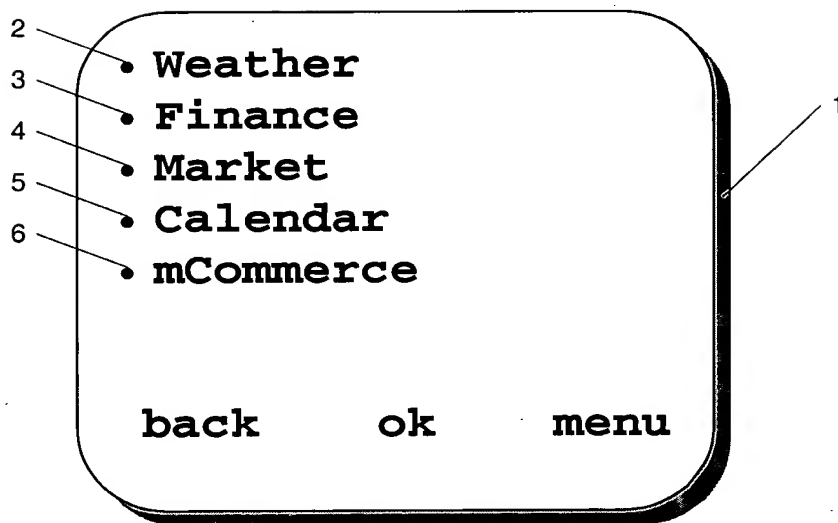 2 • Weather
3 • Finance
1
4 • Market
5 • Calendar
6 • mCommerce
back ok menu